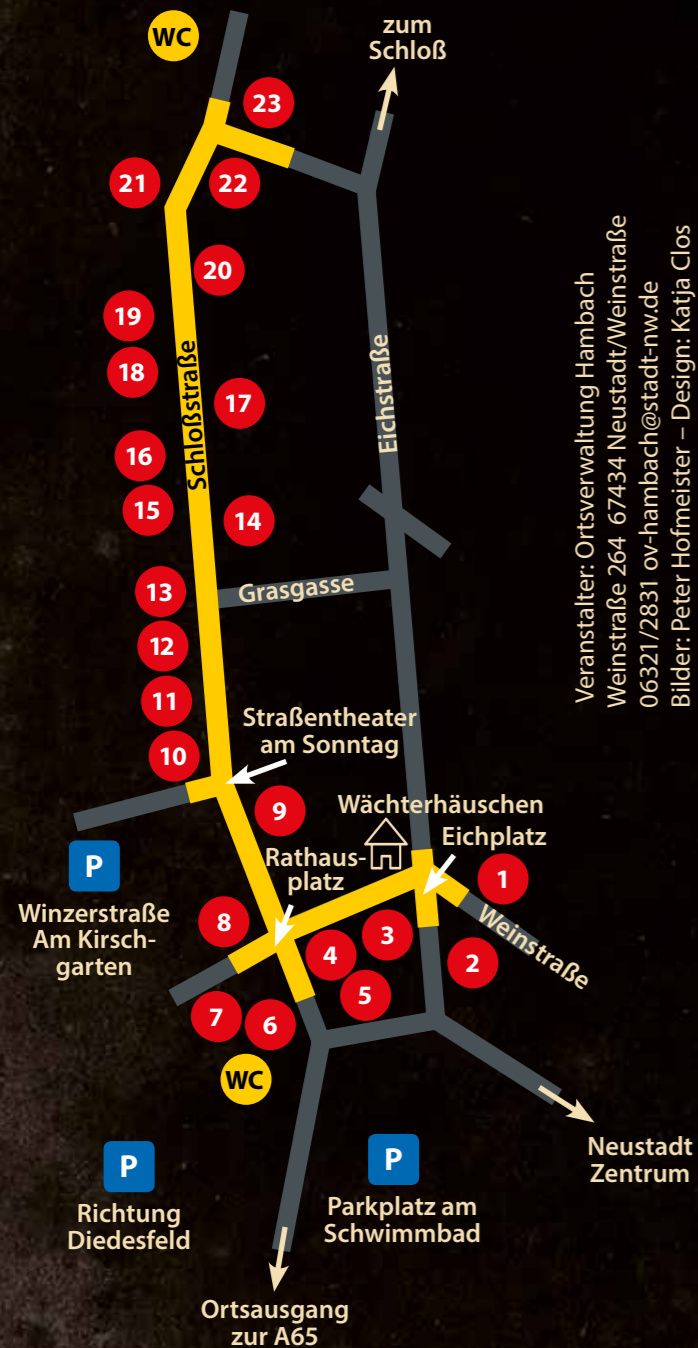 WC
zum
Schloß
23
21
22
20
19
18
Schloßstraße
17
Eichstraße
16
15
14
13
Grasgasse
12
11
Straßentheater
am Sonntag
10
9
Wächterhäuschen
Eichplatz
P
Rathaus-
platz
1
Winzerstraße
Am Kirsch-
garten
8
3
Weinstraße
4
2
5
7
6
WC
P
Richtung
Diedesfeld
P
Parkplatz am
Schwimmbad
Neustadt
Zentrum
Ortsausgang
zur A65
Veranstalter: Ortsverwaltung Hambach
Weinstraße 264 67434 Neustadt/Weinstraße
06321/2831 ov-hambach@stadt-nw.de
Bilder: Peter Hofmeister – Design: Katja Clos